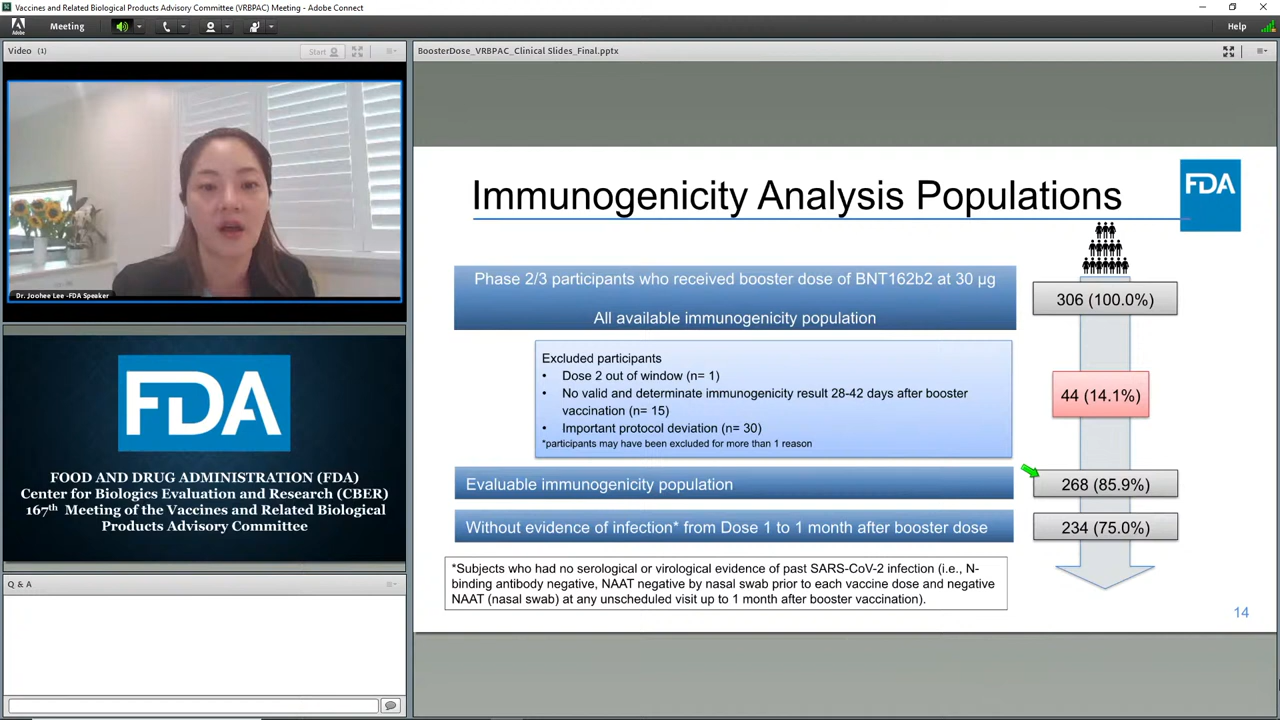 Vaccines and Related Biological Products Advisory Committee (VRBPAC) Meeting - Adobe Connect
Adobe
Meeting
Help
Video (1)
Start
Dr. Joohee Lee -FDA Speaker
FDA
FOOD AND DRUG ADMINISTRATION (FDA)
Center for Biologics Evaluation and Research (CBER)
167th Meeting of the Vaccines and Related Biological
Products Advisory Committee
Q & A
BoosterDose_VRBPAC_Clinical Slides_Final.pptx
Immunogenicity Analysis Populations
FDA
Phase 2/3 participants who received booster dose of BNT162b2 at 30 µg
All available immunogenicity population
306 (100.0%)
Excluded participants
• Dose 2 out of window (n= 1)
• No valid and determinate immunogenicity result 28-42 days after booster
vaccination (n= 15)
• Important protocol deviation (n= 30)
*participants may have been excluded for more than 1 reason
44 (14.1%)
Evaluable immunogenicity population
268 (85.9%)
Without evidence of infection* from Dose 1 to 1 month after booster dose
234 (75.0%)
*Subjects who had no serological or virological evidence of past SARS-CoV-2 infection (i.e., N-
binding antibody negative, NAAT negative by nasal swab prior to each vaccine dose and negative
NAAT (nasal swab) at any unscheduled visit up to 1 month after booster vaccination).
14